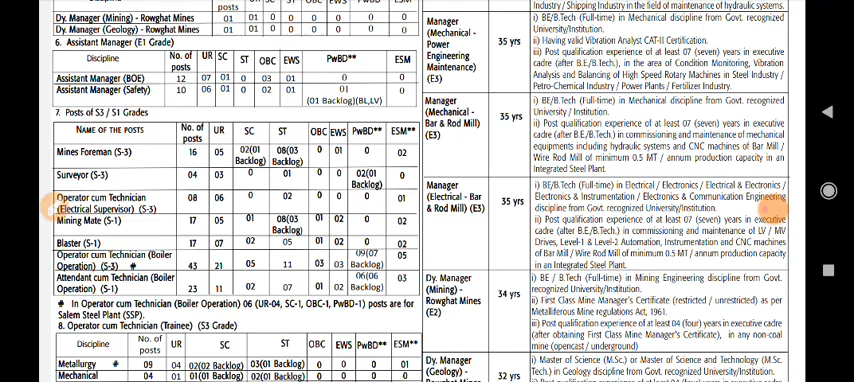 Discipline posts UR SC ST OBC EWS PwBD ESM
Dy. Manager (Mining) - Rowghat Mines 01 01 0 0 0 0 0 0
Dy. Manager (Geology) - Rowghat Mines 01 01 0 0 0 0 0 0
6. Assistant Manager (E1 Grade)
Discipline No. of posts UR SC ST OBC EWS PwBD** ESM
Assistant Manager (BOE) 12 07 01 0 03 01 0 0
Assistant Manager (Safety) 10 06 01 0 02 01 01 (01 Backlog)(BL,LV) 0
7. Posts of S3 / S1 Grades
NAME OF THE POSTS No. of posts UR SC ST OBC EWS PwBD** ESM**
Mines Foreman (S-3) 16 05 02(01 Backlog) 08(03 Backlog) 0 01 0 02
Surveyor (S-3) 04 03 0 01 0 0 02(01 Backlog) 0
Operator cum Technician (Electrical Supervisor) (S-3) 08 06 0 02 0 0 0 01
Mining Mate (S-1) 17 05 01 08(03 Backlog) 01 02 0 02
Blaster (S-1) 17 07 02 05 01 02 0 02
Operator cum Technician (Boiler Operation) (S-3) # 43 21 05 11 03 03 09(07 Backlog) 05
Attendant cum Technician (Boiler Operation) (S-1) 23 11 02 07 01 02 06(06 Backlog) 03
# In Operator cum Technician (Boiler Operation) 06 (UR-04, SC-1, OBC-1, PwBD-1) posts are for
Salem Steel Plant (SSP).
8. Operator cum Technician (Trainee) (S3 Grade)
Discipline No. of posts UR SC ST OBC EWS PwBD** ESM**
Metallurgy # 09 04 02(02 Backlog) 03(01 Backlog) 0 0 0 01
Mechanical 04 01 01(01 Backlog) 02(01 Backlog) 0 0 0 0
Industry / Shipping Industry in the field of maintenance of hydraulic systems.
Manager (Mechanical - Power Engineering Maintenance) (E3)
35 yrs
i) BE/B.Tech (Full-time) in Mechanical discipline from Govt. recognized
University/Institution.
ii) Having valid Vibration Analyst CAT-II Certification.
iii) Post qualification experience of at least 07 (seven) years in executive
cadre (after B.E/B.Tech.), in the area of Condition Monitoring, Vibration
Analysis and Balancing of High Speed Rotary Machines in Steel Industry /
Petro-Chemical Industry / Power Plants / Fertilizer Industry.
Manager (Mechanical - Bar & Rod Mill) (E3)
35 yrs
i) BE/B.Tech (Full-time) in Mechanical discipline from Govt. recognized
University / Institution.
ii) Post qualification experience of at least 07 (seven) years in executive
cadre (after B.E/B.Tech.) in commissioning and maintenance of mechanical
equipments including hydraulic systems and CNC machines of Bar Mill /
Wire Rod Mill of minimum 0.5 MT / annum production capacity in an
Integrated Steel Plant.
Manager (Electrical - Bar & Rod Mill) (E3)
35 yrs
i) BE/B.Tech (Full-time) in Electrical / Electronics / Electrical & Electronics /
Electronics & Instrumentation / Electronics & Communication Engineering
discipline from Govt. recognized University/Institution.
ii) Post qualification experience of at least 07 (seven) years in executive
cadre (after B.E/B.Tech.) in commissioning and maintenance of LV / MV
Drives, Level-1 & Level-2 Automation, Instrumentation and CNC machines
of Bar Mill / Wire Rod Mill of minimum 0.5 MT / annum production capacity
in an Integrated Steel Plant.
Dy. Manager (Mining) - Rowghat Mines (E2)
34 yrs
i) BE / B.Tech (Full-time) in Mining Engineering discipline from Govt.
recognized University/Institution.
ii) First Class Mine Manager's Certificate (restricted / unrestricted) as per
Metalliferous Mine regulations Act, 1961.
iii) Post qualification experience of at least 04 (four) years in executive cadre
(after obtaining First Class Mine Manager's Certificate), in any non-coal
mine (opencast / underground)
Dy. Manager (Geology) -
32 yrs
i) Master of Science (M.Sc.) or Master of Science and Technology (M.Sc.
Tech.) in Geology discipline from Govt. recognized University/Institution.